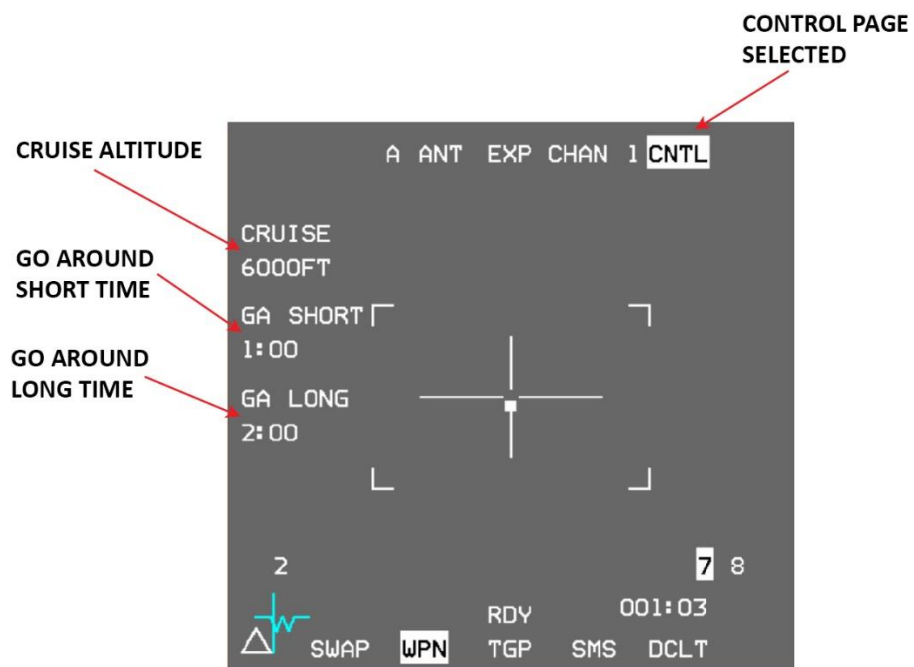 CONTROL PAGE
SELECTED
CRUISE ALTITUDE
A ANT EXP CHAN 1 CNTL
CRUISE
6000FT
GO AROUND
SHORT TIME
GA SHORT
1:00
GO AROUND
LONG TIME
GA LONG
2:00
2
7 8
RDY 001:03
SWAP WPN TGP SMS DCLT